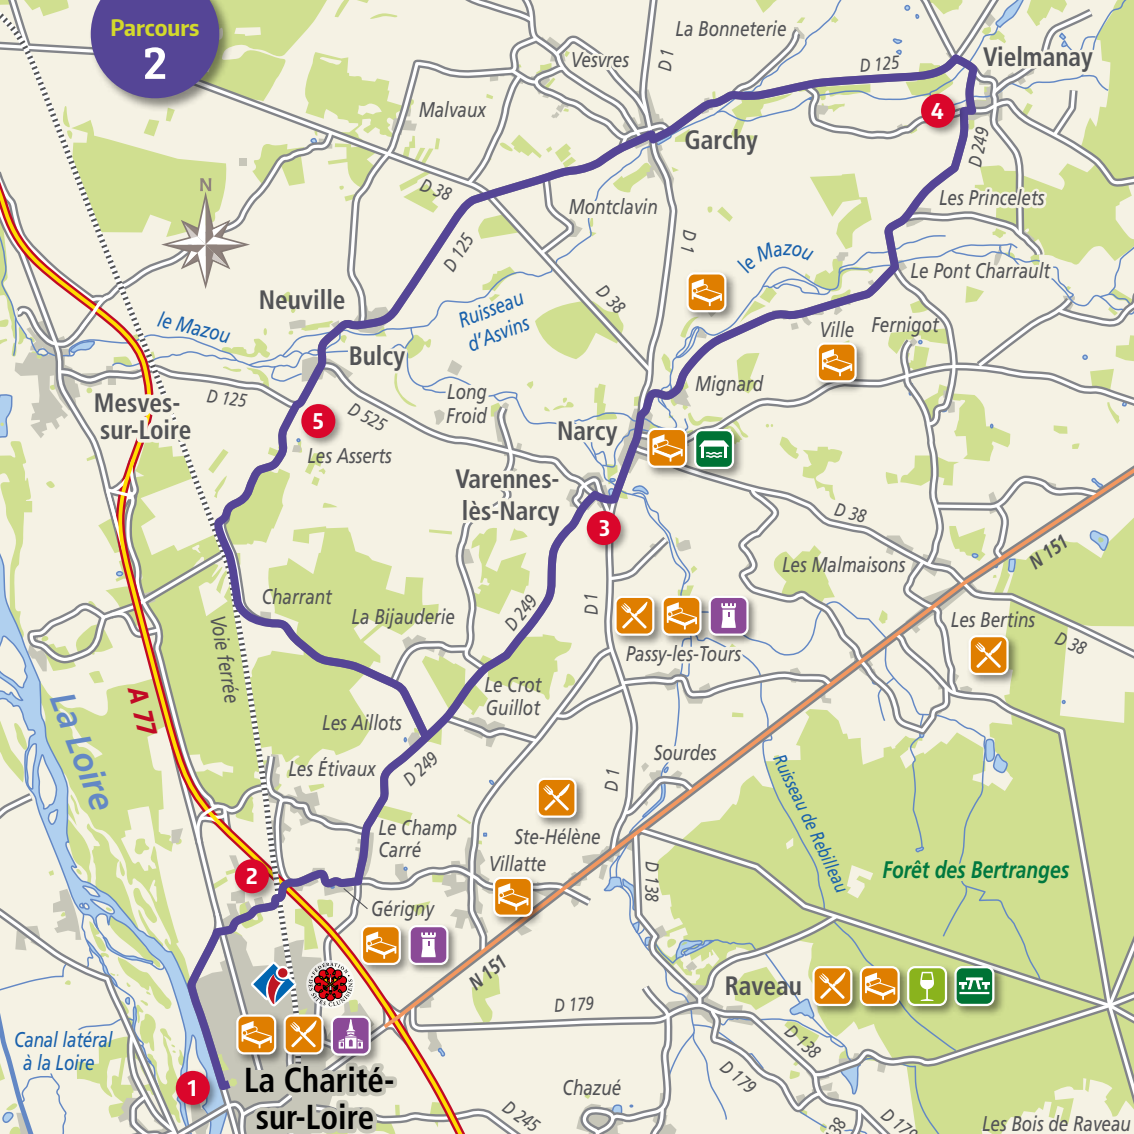 Parcours
2
La Bonneterie
Vesvres
D 1
D 125
Vielmanay
Malvaux
4
Garchy
D 249
D 38
N
Montclavin
Les Princelets
D 125
D 1
le Mazou
Le Pont Charrault
Neuville
Ruisseau
d'Asvins
D 38
le Mazou
Ville
Fernigot
Bulcy
Mignard
Long
Froid
D 125
Mesves-
sur-Loire
D 525
5
Narcy
Les Asserts
Varennes-
lès-Narcy
3
D 38
N 151
Les Malmaisons
Charrant
La Bijauderie
D 249
D 1
Les Bertins
D 38
Voie ferrée
Passy-les-Tours
A 77
La Loire
Le Crot
Guillot
Les Aillots
D 249
Les Étivaux
Sourdes
D 1
Ruisseau de Rebilleau
Le Champ
Carré
Ste-Hélène
Villatte
2
D 138
Forêt des Bertranges
Gérigny
N 151
Raveau
D 179
Canal latéral
à la Loire
D 138
D 179
1
La Charité-
sur-Loire
Chazué
D 245
D 179
38
Les Bois de Raveau